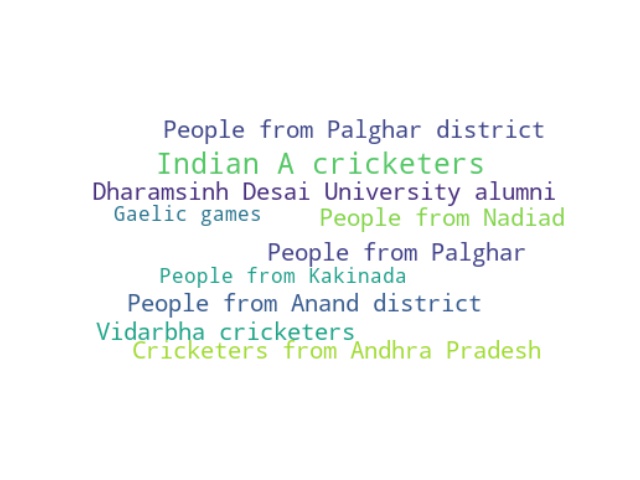 People from Palghar district
Indian A cricketers
Dharamsinh Desai University alumni
Gaelic games
People from Nadiad
People from Palghar
People from Kakinada
People from Anand district
Vidarbha cricketers
Cricketers from Andhra Pradesh